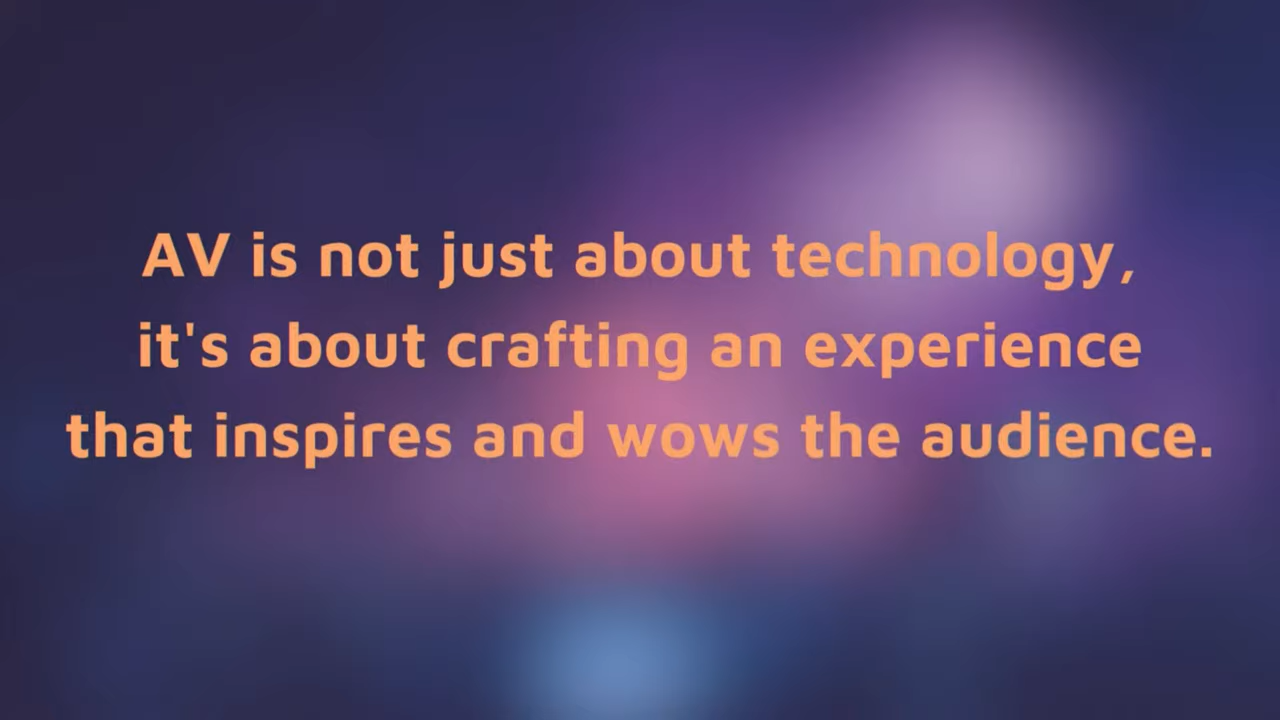 AV is not just about technology,
it's about crafting an experience
that inspires and wows the audience.